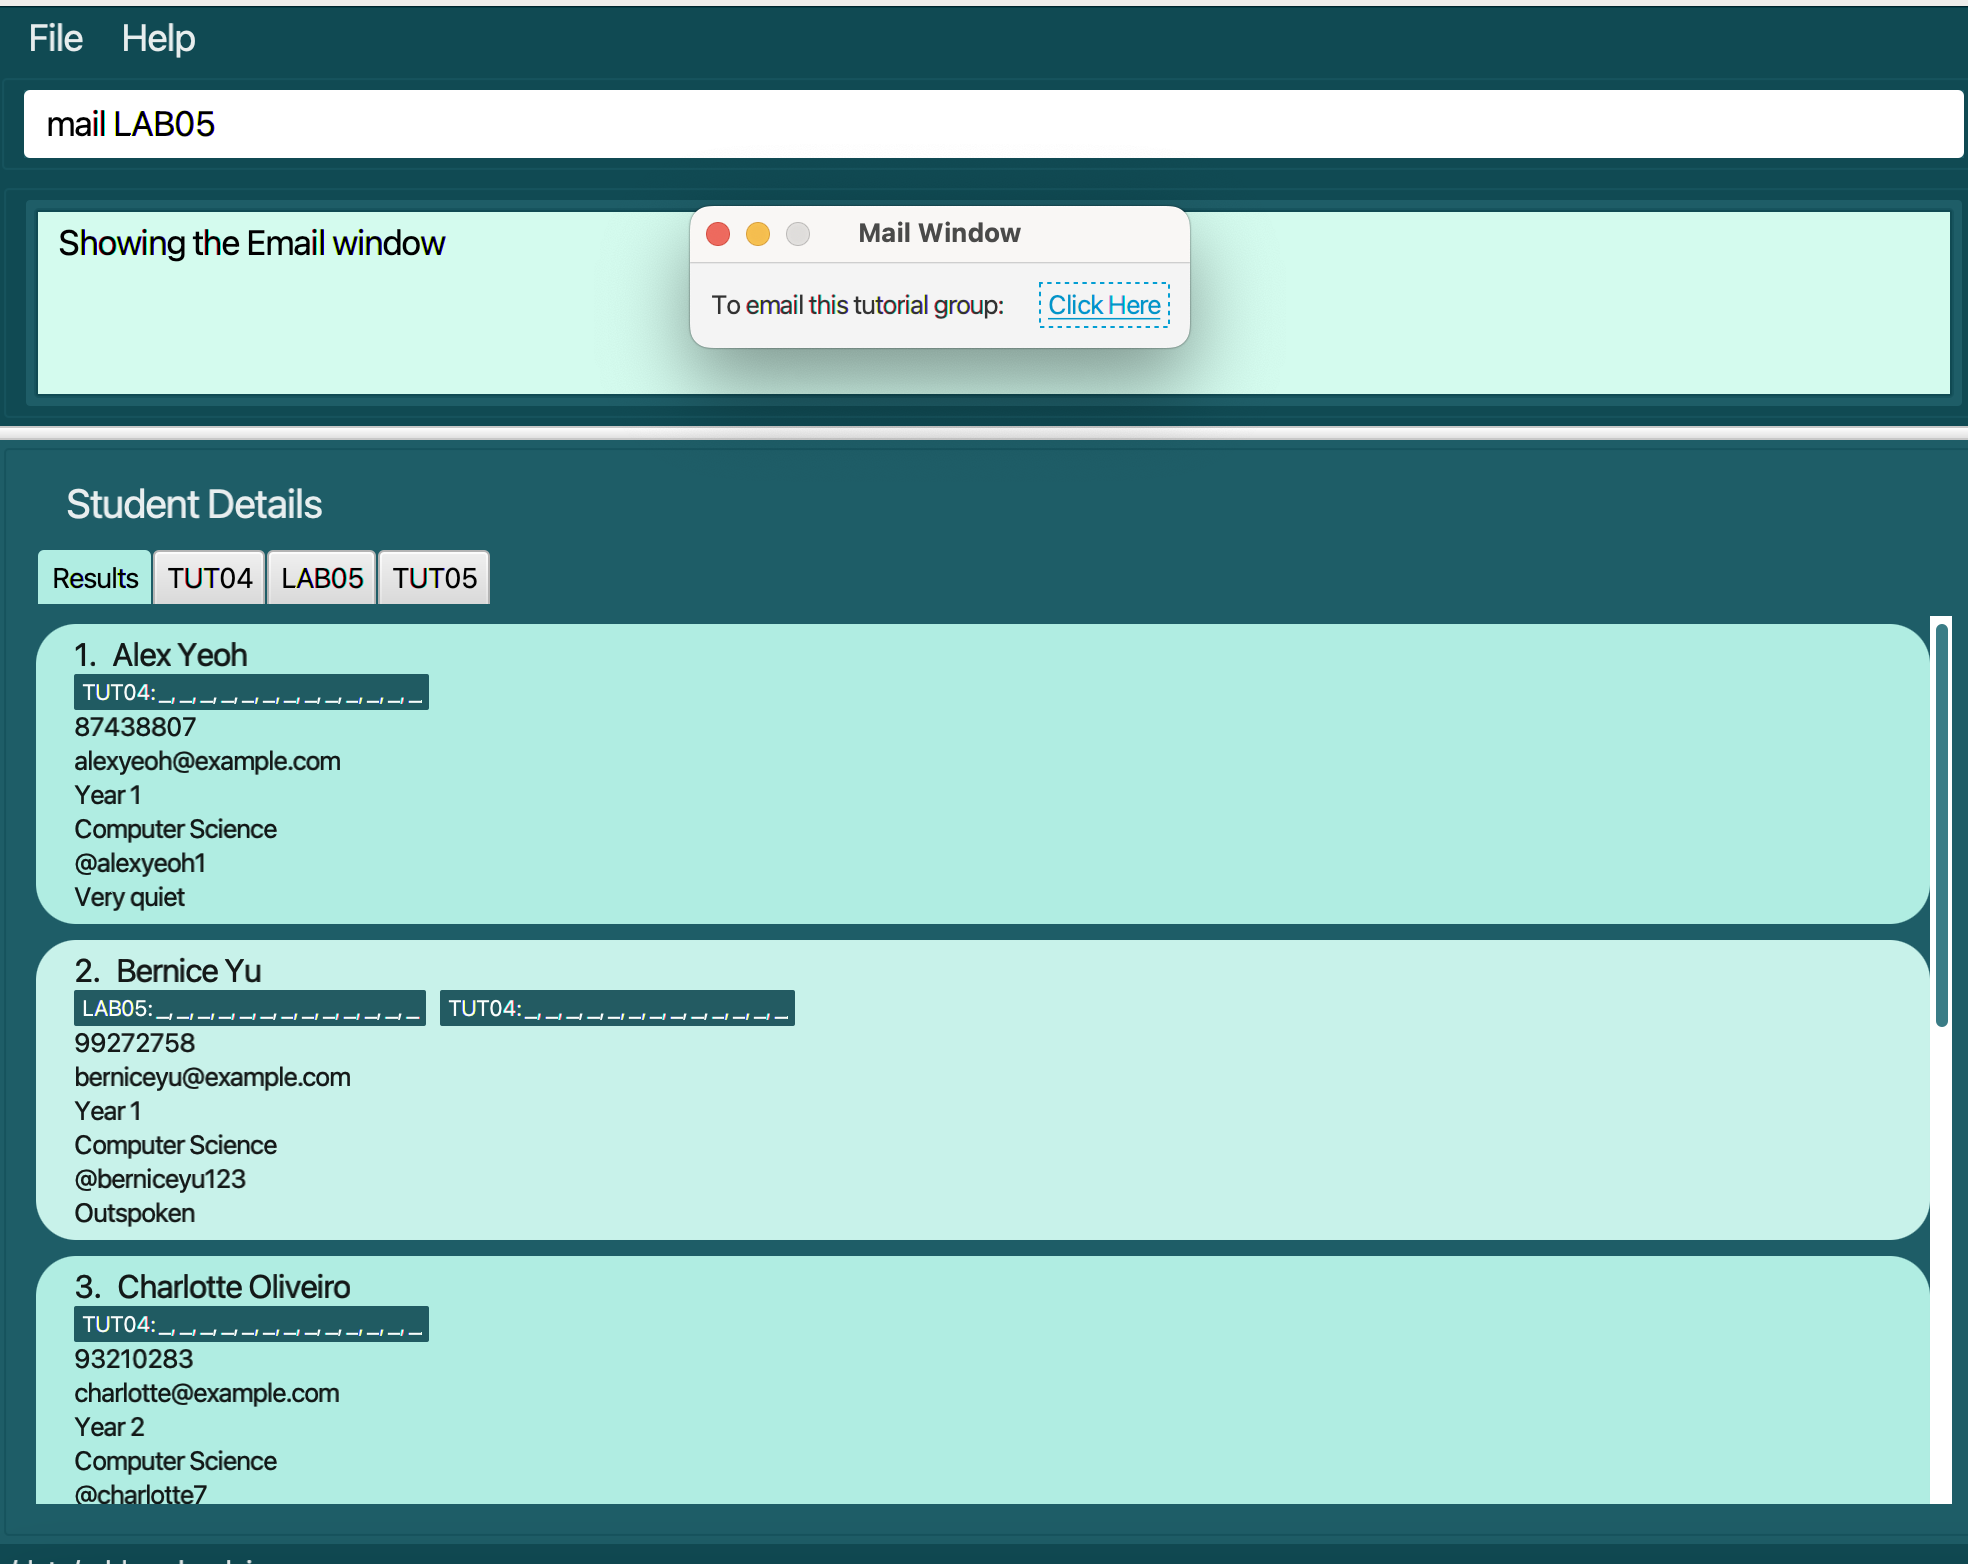 File Help
mail LAB05
Showing the Email window
Mail Window
To email this tutorial group: Click Here
Student Details
Results TUT04 LAB05 TUT05
1. Alex Yeoh
TUT04:_,_,_,_,_,_,_,_,_,_,_,_,_
87438807
alexyeoh@example.com
Year 1
Computer Science
@alexyeoh1
Very quiet
2. Bernice Yu
LAB05:_,_,_,_,_,_,_,_,_,_,_,_,_ TUT04:_,_,_,_,_,_,_,_,_,_,_,_,_
99272758
berniceyu@example.com
Year 1
Computer Science
@berniceyu123
Outspoken
3. Charlotte Oliveiro
TUT04:_,_,_,_,_,_,_,_,_,_,_,_,_
93210283
charlotte@example.com
Year 2
Computer Science
@charlotte7